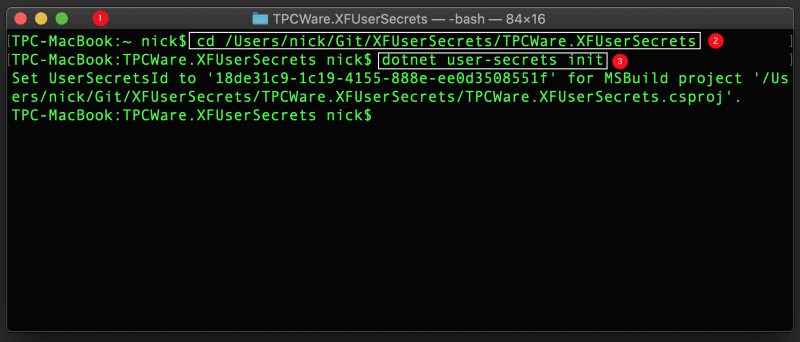 1 TPCWare.XFUserSecrets — -bash — 84×16
[TPC-MacBook:~ nick$ cd /Users/nick/Git/XFUserSecrets/TPCWare.XFUserSecrets 2 ]
[TPC-MacBook:TPCWare.XFUserSecrets nick$ dotnet user-secrets init 3 ]
Set UserSecretsId to '18de31c9-1c19-4155-888e-ee0d3508551f' for MSBuild project '/Us
ers/nick/Git/XFUserSecrets/TPCWare.XFUserSecrets/TPCWare.XFUserSecrets.csproj'.
TPC-MacBook:TPCWare.XFUserSecrets nick$